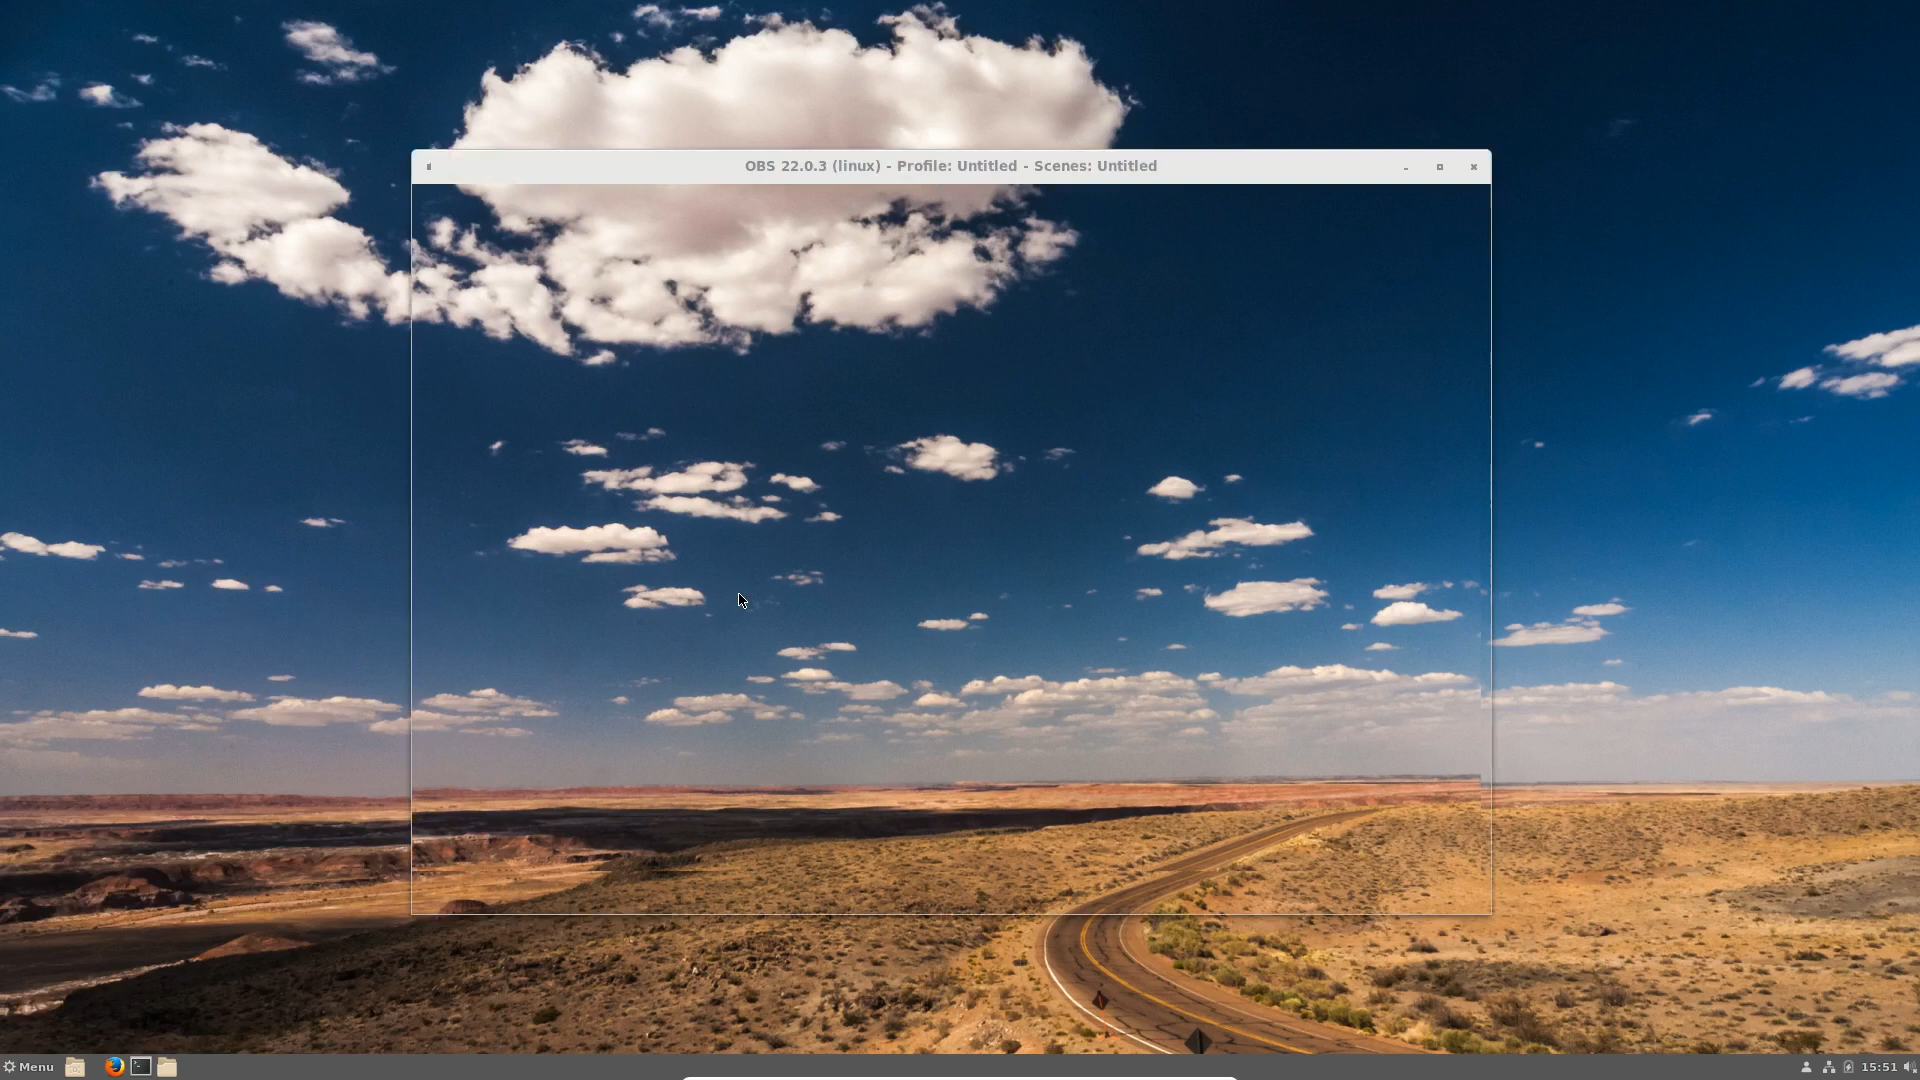 OBS 22.0.3 (linux) - Profile: Untitled - Scenes: Untitled
Menu
15:51